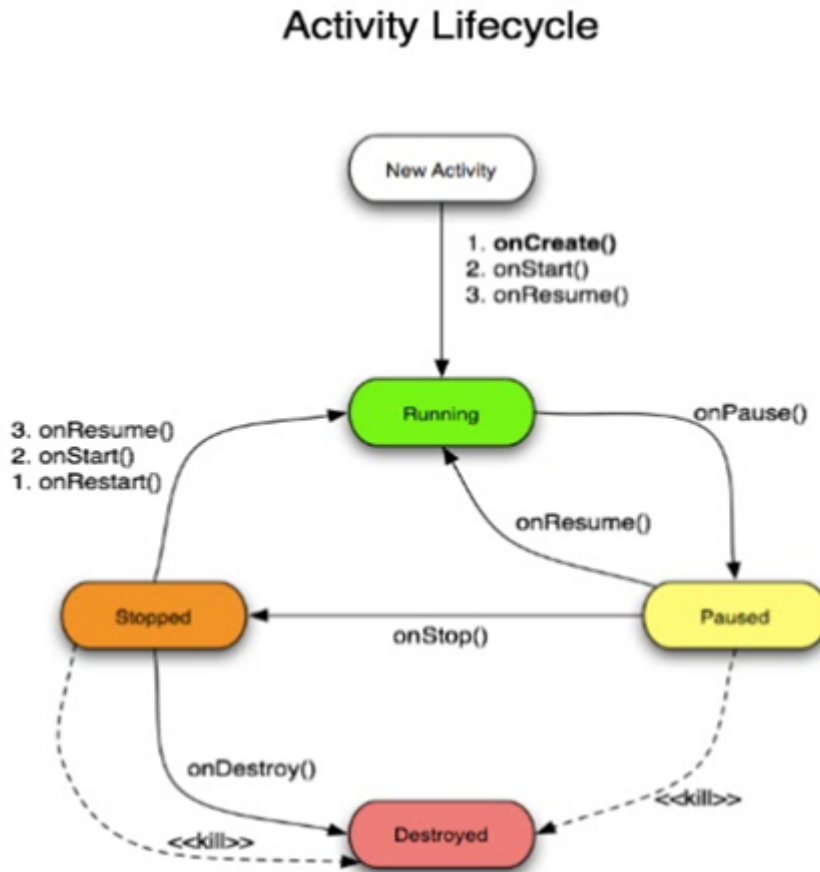 Activity Lifecycle
New Activity
1. onCreate()
2. onStart()
3. onResume()
Running
onPause()
3. onResume()
2. onStart()
1. onRestart()
onResume()
Stopped
Paused
onStop()
onDestroy()
<<kill>>
<<kill>>
Destroyed